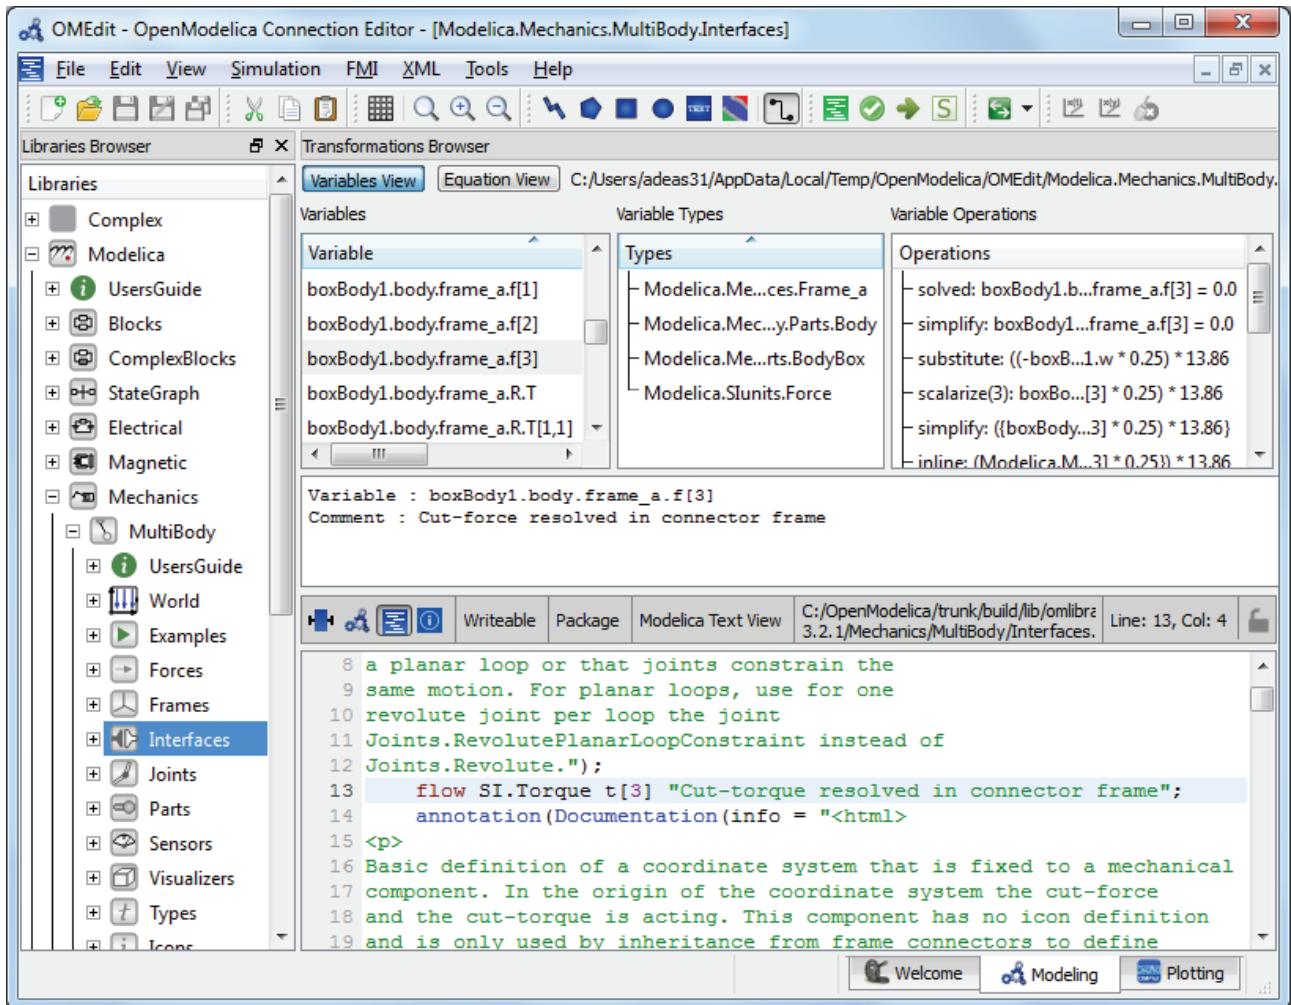 OMEdit - OpenModelica Connection Editor - [Modelica.Mechanics.MultiBody.Interfaces]
File Edit View Simulation FMI XML Tools Help
Libraries Browser
Libraries
Complex
Modelica
UsersGuide
Blocks
ComplexBlocks
StateGraph
Electrical
Magnetic
Mechanics
MultiBody
UsersGuide
World
Examples
Forces
Frames
Interfaces
Joints
Parts
Sensors
Visualizers
Types
Icons
Transformations Browser
Variables View Equation View C:/Users/adeas31/AppData/Local/Temp/OpenModelica/OMEdit/Modelica.Mechanics.MultiBody.
Variables
Variable
boxBody1.body.frame_a.f[1]
boxBody1.body.frame_a.f[2]
boxBody1.body.frame_a.f[3]
boxBody1.body.frame_a.R.T
boxBody1.body.frame_a.R.T[1,1]
Variable Types
Types
Modelica.Me...ces.Frame_a
Modelica.Mec...y.Parts.Body
Modelica.Me...rts.BodyBox
Modelica.SIunits.Force
Variable Operations
Operations
solved: boxBody1.b...frame_a.f[3] = 0.0
simplify: boxBody1...frame_a.f[3] = 0.0
substitute: ((-boxB...1.w * 0.25) * 13.86
scalarize(3): boxBo...[3] * 0.25) * 13.86
simplify: ({boxBody...3] * 0.25) * 13.86}
inline: (Modelica.M...3] * 0.25}) * 13.86
Variable : boxBody1.body.frame_a.f[3]
Comment : Cut-force resolved in connector frame
Writeable Package Modelica Text View C:/OpenModelica/trunk/build/lib/omlibra
3.2.1/Mechanics/MultiBody/Interfaces. Line: 13, Col: 4
8 a planar loop or that joints constrain the
9 same motion. For planar loops, use for one
10 revolute joint per loop the joint
11 Joints.RevolutePlanarLoopConstraint instead of
12 Joints.Revolute.");
13 flow SI.Torque t[3] "Cut-torque resolved in connector frame";
14 annotation(Documentation(info = "<html>
15 <p>
16 Basic definition of a coordinate system that is fixed to a mechanical
17 component. In the origin of the coordinate system the cut-force
18 and the cut-torque is acting. This component has no icon definition
19 and is only used by inheritance from frame connectors to define
Welcome Modeling Plotting